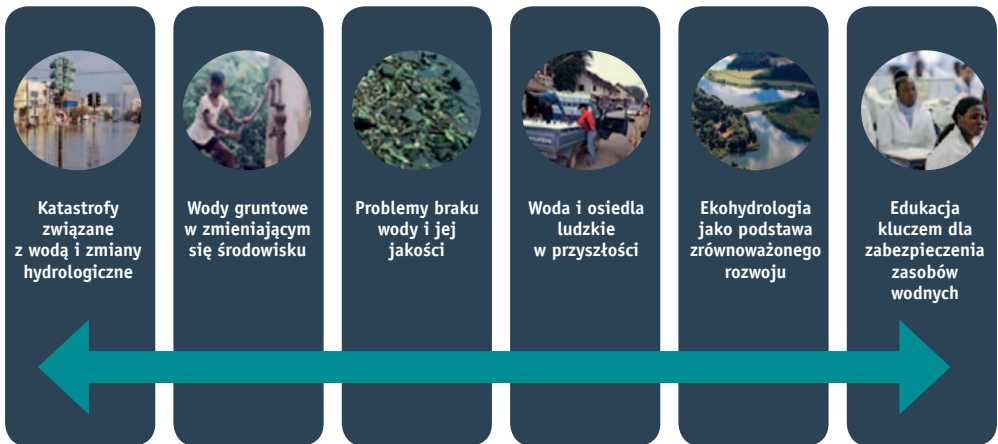 Katastrofy
związane
z wodą i zmiany
hydrologiczne
Wody gruntowe
w zmieniającym
się środowisku
Problemy braku
wody i jej
jakości
Woda i osiedla
ludzkie
w przyszłości
Ekohydrologia
jako podstawa
zrównoważonego
rozwoju
Edukacja
kluczem dla
zabezpieczenia
zasobów
wodnych